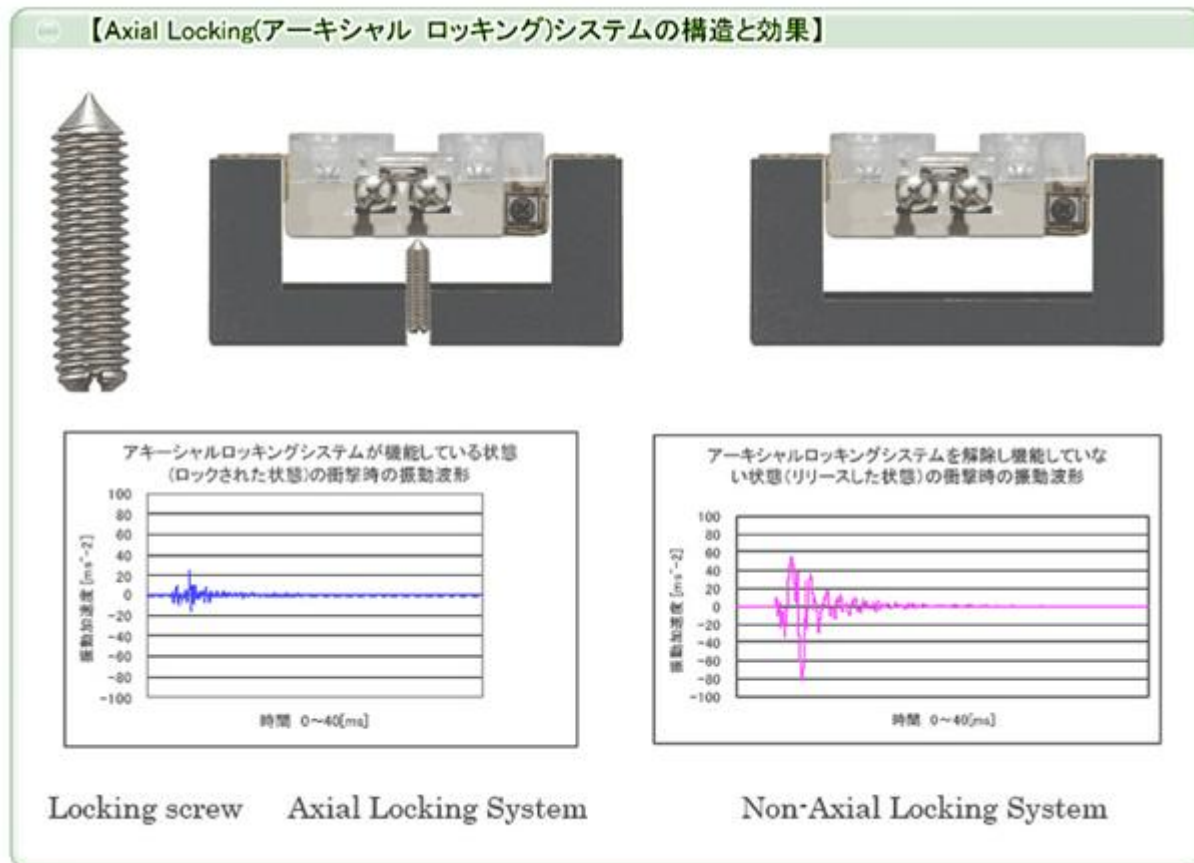 【Axial Locking(アーキシャル ロッキング)システムの構造と効果】
アキーシャルロッキングシステムが機能している状態
(ロックされた状態)の衝撃時の振動波形
100
80
60
40
20
0
-20
-40
-60
-80
-100
振動加速度[ms^-2]
時間 0～40[ms]
アーキシャルロッキングシステムを解除し機能していな
い状態(リリースした状態)の衝撃時の振動波形
100
80
60
40
20
0
-20
-40
-60
-80
-100
振動加速度[ms^-2]
時間 0～40[ms]
Locking screw
Axial Locking System
Non-Axial Locking System